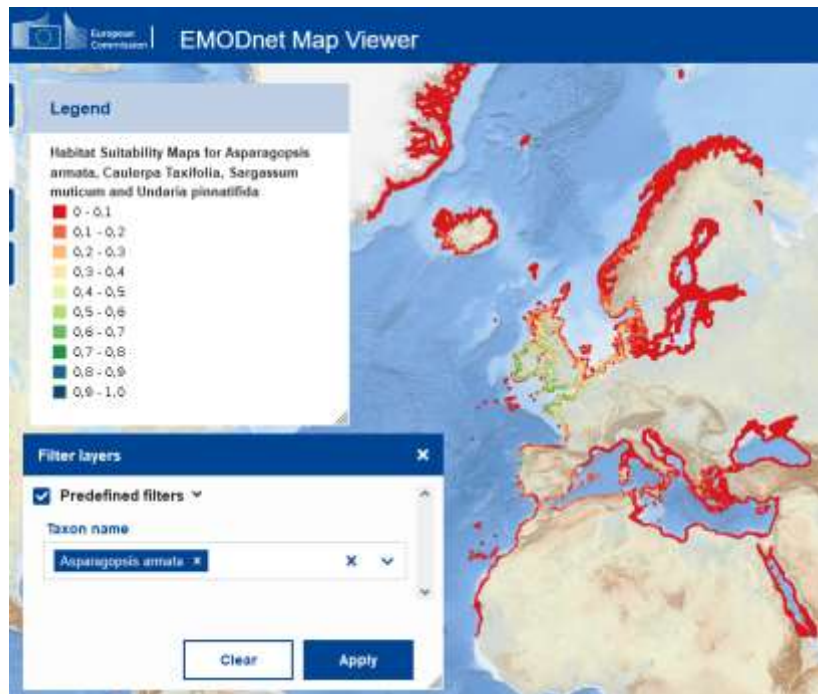 European
Commission
EMODnet Map Viewer
Legend
Habitat Suitability Maps for Asparagopsis
armata, Caulerpa Taxifolia, Sargassum
muticum and Undaria pinnatifida
0 - 0,1
0,1 - 0,2
0,2 - 0,3
0,3 - 0,4
0,4 - 0,5
0,5 - 0,6
0,6 - 0,7
0,7 - 0,8
0,8 - 0,9
0,9 - 1,0
Filter layers
Predefined filters
Taxon name
Asparagopsis armata
Clear Apply